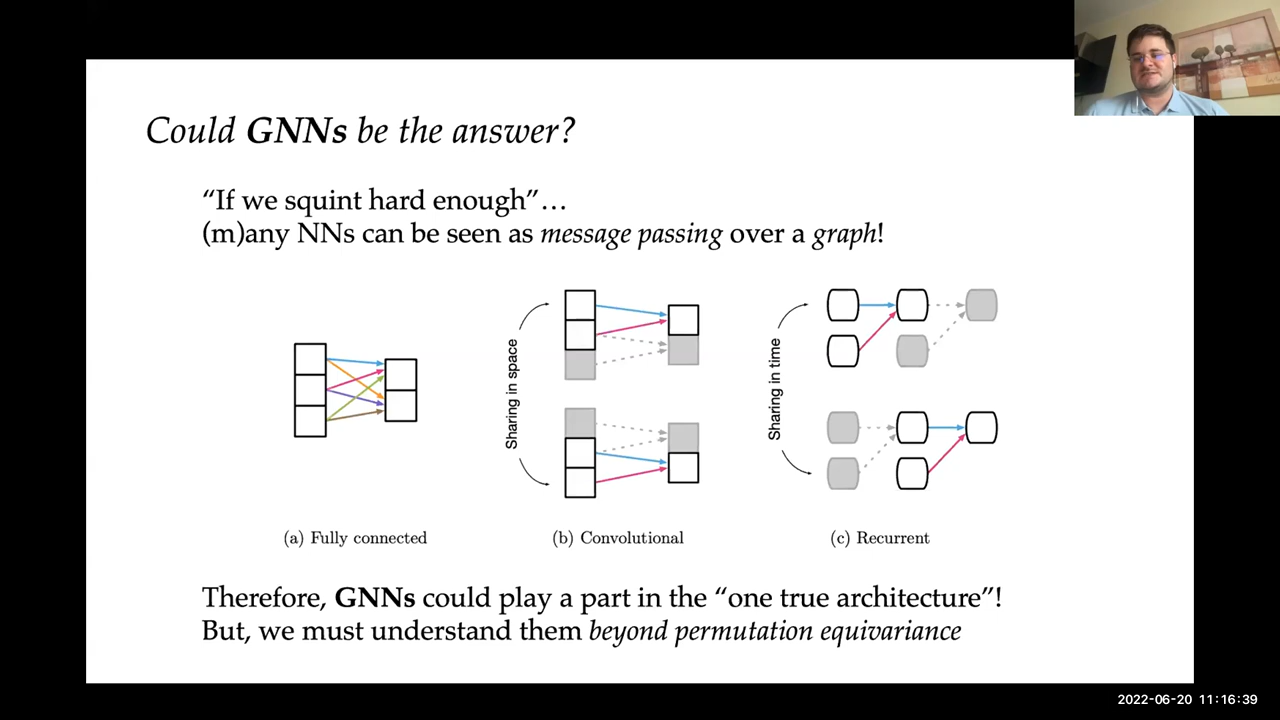 Could GNNs be the answer?
“If we squint hard enough”…
(m)any NNs can be seen as message passing over a graph!
Sharing in space
Sharing in time
(a) Fully connected
(b) Convolutional
(c) Recurrent
Therefore, GNNs could play a part in the “one true architecture”!
But, we must understand them beyond permutation equivariance
2022-06-20 11:16:39